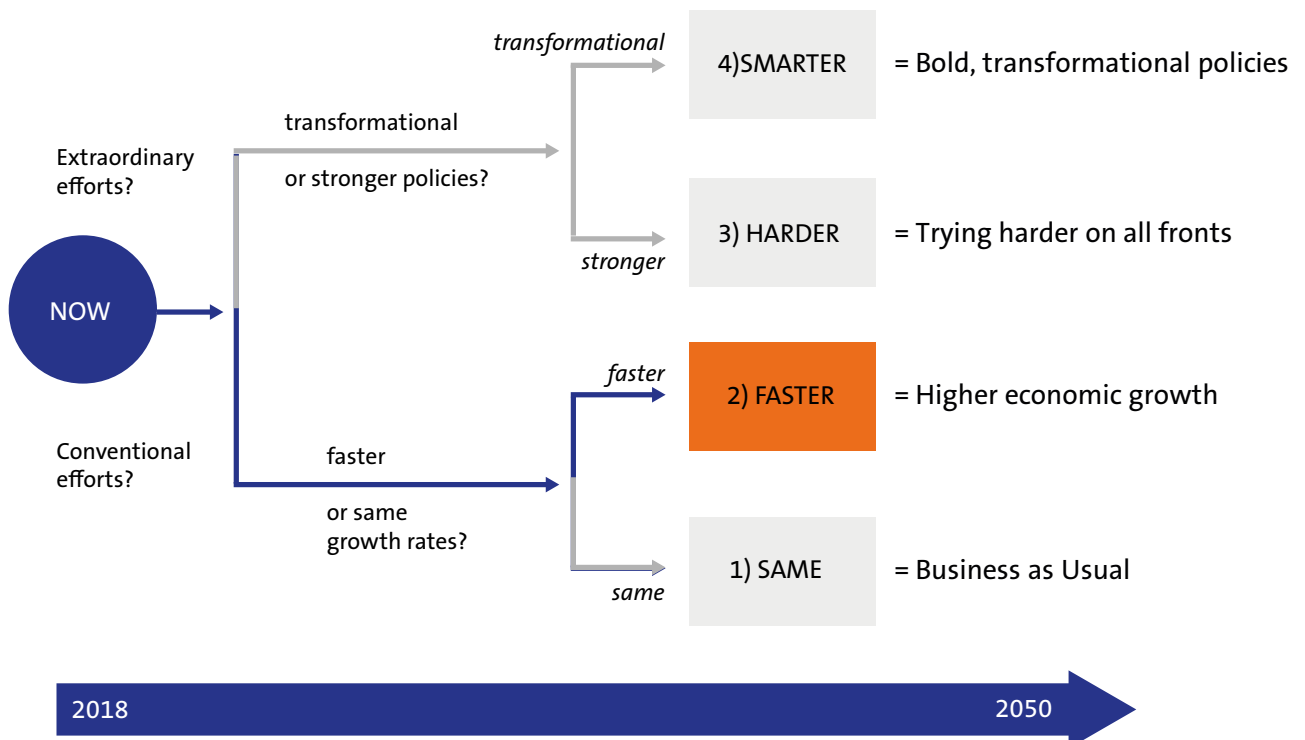 transformational
4)SMARTER
= Bold, transformational policies
transformational
or stronger policies?
Extraordinary
efforts?
3) HARDER
= Trying harder on all fronts
stronger
NOW
faster
2) FASTER
= Higher economic growth
Conventional
efforts?
faster
or same
growth rates?
1) SAME
= Business as Usual
same
2018
2050